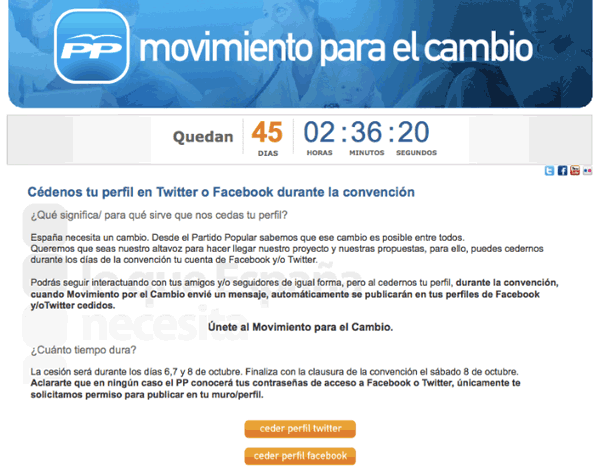 PP movimiento para el cambio
Quedan 45 02 : 36 : 20
DIAS HORAS MINUTOS SEGUNDOS
Cédenos tu perfil en Twitter o Facebook durante la convención
¿Qué significa/ para qué sirve que nos cedas tu perfil?
España necesita un cambio. Desde el Partido Popular sabemos que ese cambio es posible entre todos.
Queremos que seas nuestro altavoz para hacer llegar nuestro proyecto y nuestras propuestas, para ello, puedes cedernos
durante los días de la convención tu cuenta de Facebook y/o Twitter.
Podrás seguir interactuando con tus amigos y/o seguidores de igual forma, pero al cedernos tu perfil, durante la convención,
cuando Movimiento por el Cambio envié un mensaje, automáticamente se publicarán en tus perfiles de Facebook
y/oTwitter cedidos.
lo que España
necesita
Únete al Movimiento para el Cambio.
¿Cuánto tiempo dura?
La cesión será durante los días 6,7 y 8 de octubre. Finaliza con la clausura de la convención el sábado 8 de octubre.
Aclararte que en ningún caso el PP conocerá tus contraseñas de acceso a Facebook o Twitter, únicamente te
solicitamos permiso para publicar en tu muro/perfil.
ceder perfil twitter
ceder perfil facebook